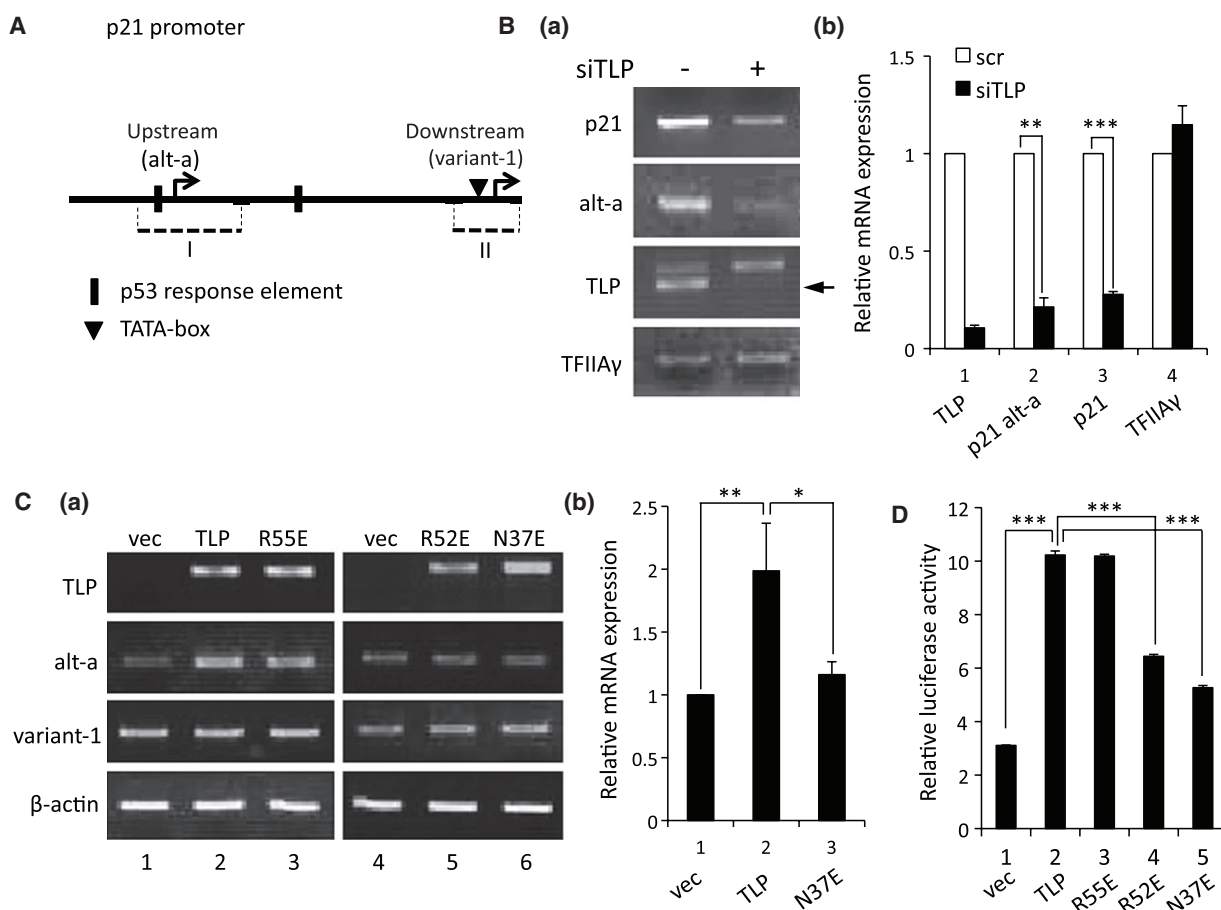 A
p21 promoter
Upstream
(alt-a)
Downstream
(variant-1)
I
II
p53 response element
TATA-box
B
(a)
siTLP - +
p21
alt-a
TLP
TFIIAγ
(b)
scr
siTLP
Relative mRNA expression
1.5
1
0.5
0
** ***
1 2 3 4
TLP p21 alt-a p21 TFIIAγ
C
(a)
vec TLP R55E vec R52E N37E
TLP
alt-a
variant-1
β-actin
1 2 3 4 5 6
(b)
Relative mRNA expression
2.5
2
1.5
1
0.5
0
** *
1 2 3
vec TLP N37E
D
Relative luciferase activity
12
10
8
6
4
2
0
*** *** ***
1 2 3 4 5
vec TLP R55E R52E N37E